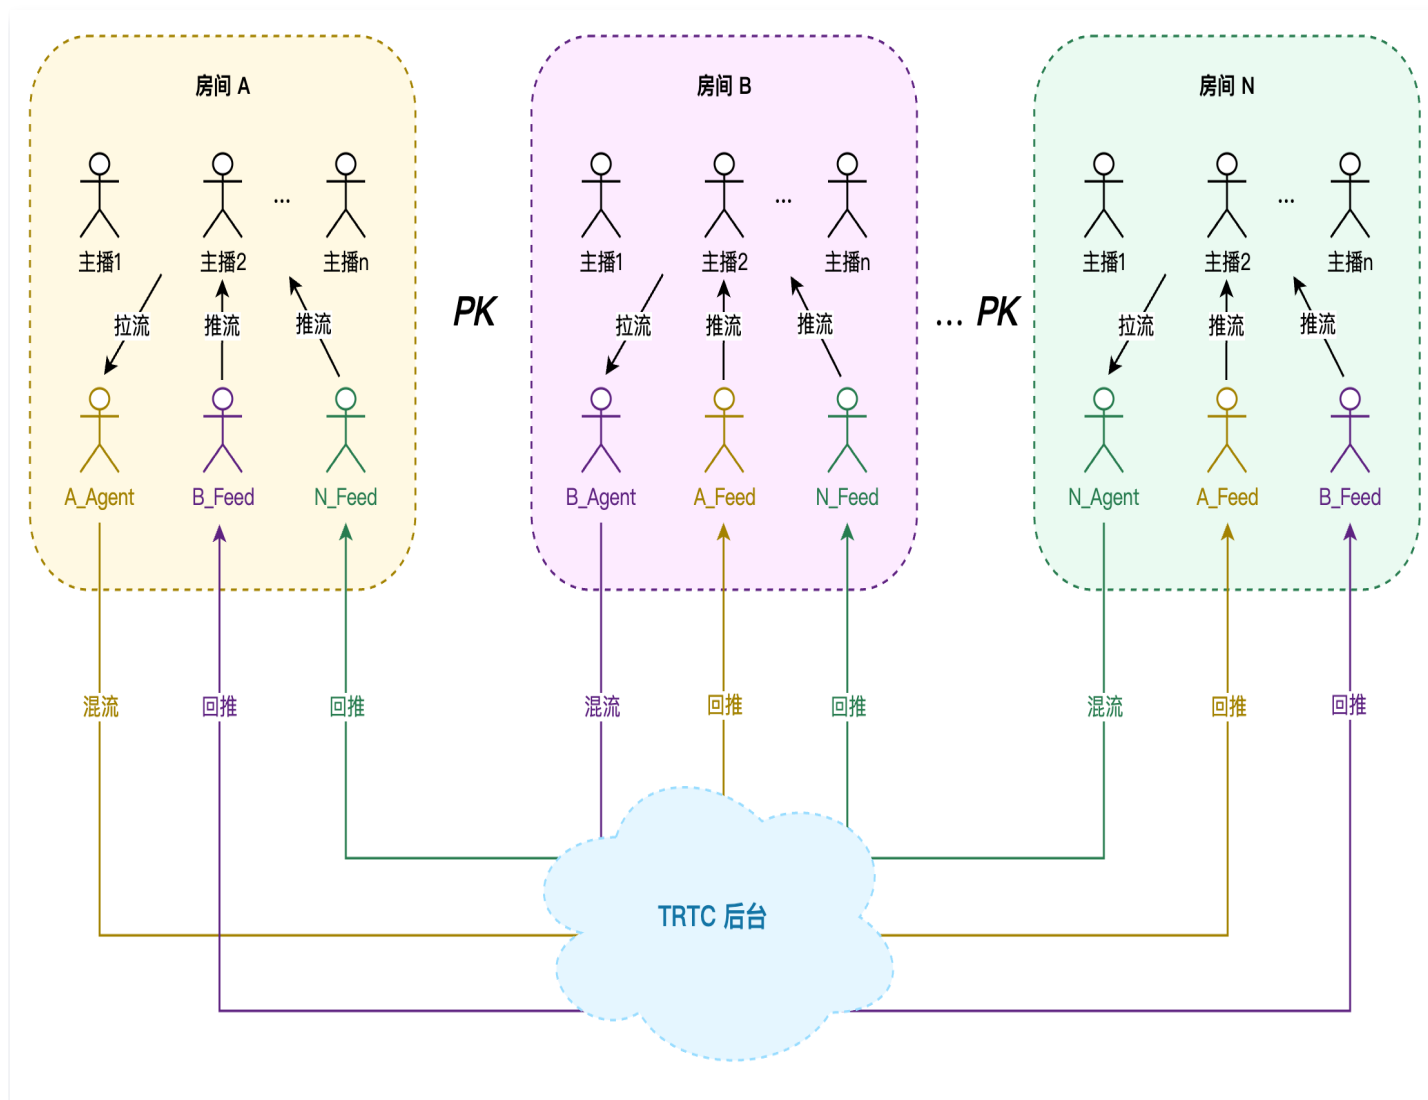 房间 A
房间 B
房间 N
...
...
...
主播1
主播2
主播n
主播1
主播2
主播n
主播1
主播2
主播n
PK
... PK
拉流
推流
推流
拉流
推流
推流
拉流
推流
推流
A_Agent
B_Feed
N_Feed
B_Agent
A_Feed
N_Feed
N_Agent
A_Feed
B_Feed
混流
回推
回推
混流
回推
回推
混流
回推
回推
TRTC 后台